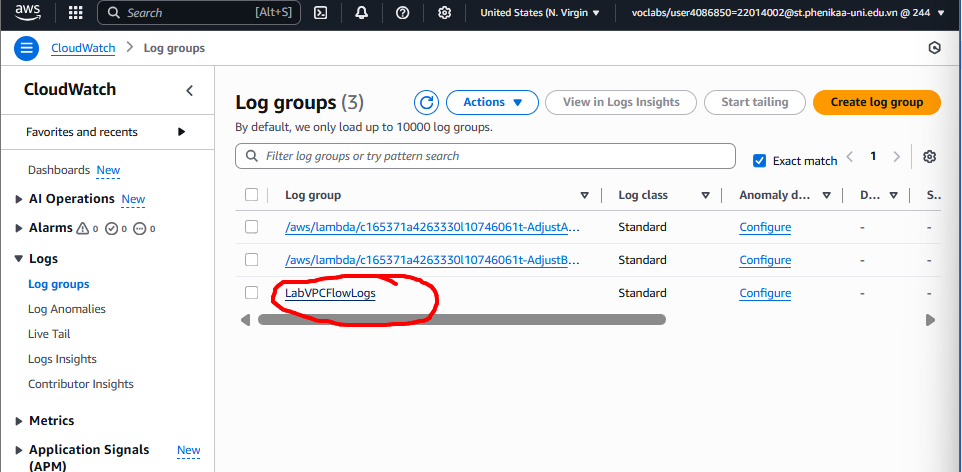 aws
Search [Alt+S] United States (N. Virgin voclabs/user4086850=22014002@st.phenikaa-uni.edu.vn @ 244
CloudWatch > Log groups
CloudWatch
Favorites and recents
Dashboards New
AI Operations New
Alarms 0 0 0
Logs
Log groups
Log Anomalies
Live Tail
Logs Insights
Contributor Insights
Metrics
Application Signals New
(APM)
Log groups (3)
Actions
View in Logs Insights
Start tailing
Create log group
By default, we only load up to 10000 log groups.
Filter log groups or try pattern search
Exact match
1
Log group Log class Anomaly d... D... S..
/aws/lambda/c165371a4263330l10746061t-AdjustA... Standard Configure - -
/aws/lambda/c165371a4263330l10746061t-AdjustB... Standard Configure - -
LabVPCFlowLogs Standard Configure - -